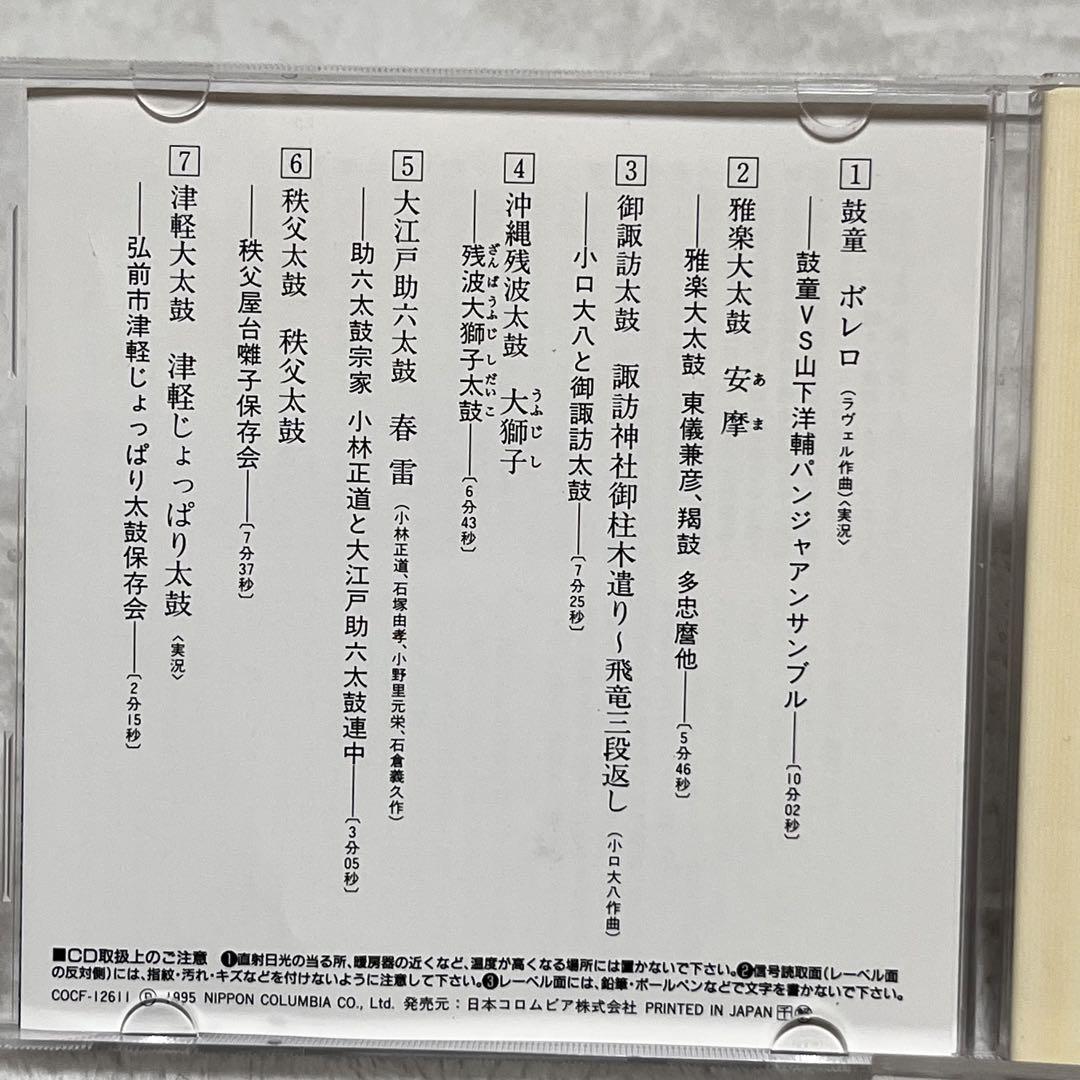 1 鼓童 ボレロ(ラヴェル作曲)〈実況〉
——鼓童VS山下洋輔パンジャアンサンブル——〔10分02秒〕
2 雅楽大太鼓 安摩
あま
——雅楽大太鼓 東儀兼彦、羯鼓 多忠麿他——〔5分46秒〕
3 御諏訪太鼓 諏訪神社御柱木遣り〜飛竜三段返し(小口大八作曲)
——小口大八と御諏訪太鼓——〔7分25秒〕
4 沖縄残波太鼓 大獅子
うふじし
——残波大獅子太鼓——〔6分43秒〕
ざんぱうふじしだいこ
5 大江戸助六太鼓 春雷(小林正道、石塚由孝、小野里元栄、石倉義久作)
——助六太鼓宗家 小林正道と大江戸助六太鼓連中——〔3分05秒〕
6 秩父太鼓 秩父太鼓
——秩父屋台囃子保存会——〔7分37秒〕
7 津軽大太鼓 津軽じょっぱり太鼓〈実況〉
——弘前市津軽じょっぱり太鼓保存会——〔2分15秒〕
■CD取扱上のご注意 ❶直射日光の当る所、暖房器の近くなど、温度が高くなる場所には置かないで下さい。❷信号読取面(レーベル面
の反対側)には、指紋・汚れ・キズなどを付けないように注意して下さい。❸レーベル面には、鉛筆・ボールペンなどで文字を書かないで下さい。
COCF-12611 Ⓟ 1995 NIPPON COLUMBIA CO., Ltd. 発売元:日本コロムビア株式会社 PRINTED IN JAPAN